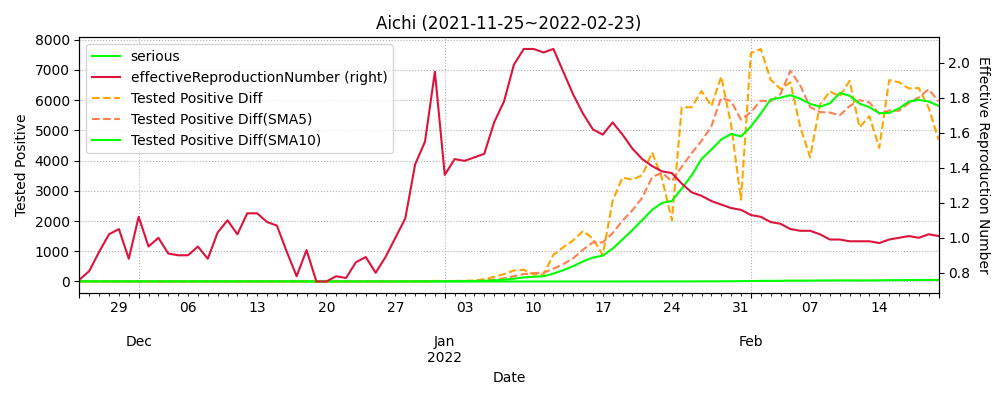 Aichi (2021-11-25~2022-02-23)
serious
effectiveReproductionNumber (right)
Tested Positive Diff
Tested Positive Diff(SMA5)
Tested Positive Diff(SMA10)
Tested Positive
8000
7000
6000
5000
4000
3000
2000
1000
0
Effective Reproduction Number
2.0
1.8
1.6
1.4
1.2
1.0
0.8
29 06 13 20 27 03 10 17 24 31 07 14
Dec Jan Feb
2022
Date